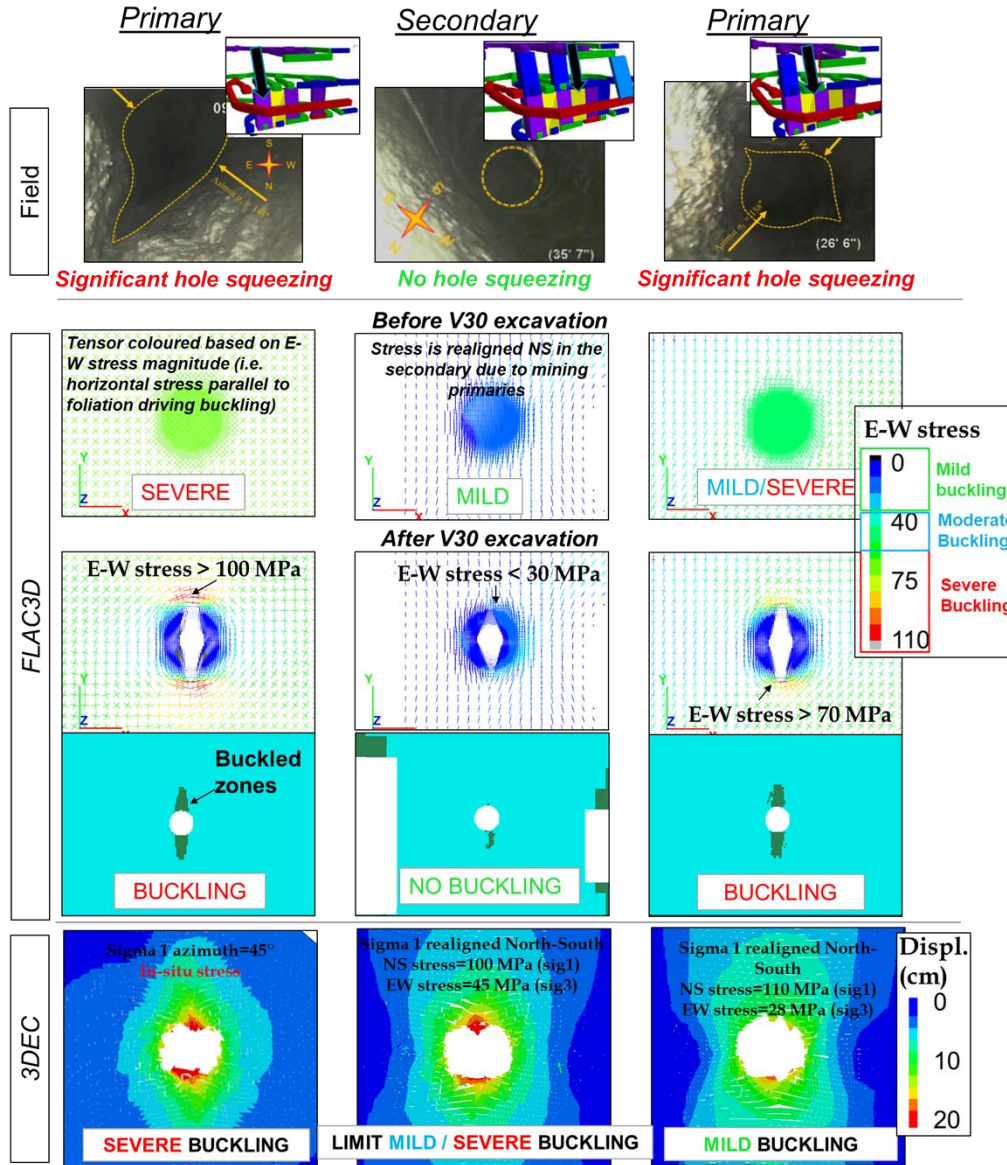 Primary
Secondary
Primary
Field
09
S
E W
N
S
E
N
W
(35' 7")
(26' 6")
Significant hole squeezing
No hole squeezing
Significant hole squeezing
FLAC3D
Before V30 excavation
Tensor coloured based on E-
W stress magnitude (i.e.
horizontal stress parallel to
foliation driving buckling)
Stress is realigned NS in the
secondary due to mining
primaries
Y
Z
X
SEVERE
Y
Z
MILD
Y
Z
MILD/SEVERE
E-W stress
0
40
75
110
Mild
buckling
Moderate
Buckling
Severe
Buckling
After V30 excavation
E-W stress > 100 MPa
E-W stress < 30 MPa
E-W stress > 70 MPa
Y
Z
Y
Z
Y
Z
Buckled
zones
BUCKLING
NO BUCKLING
BUCKLING
3DEC
Sigma 1 azimuth=45°
In-situ stress
Sigma 1 realigned North-South
NS stress=100 MPa (sig1)
EW stress=45 MPa (sig3)
Sigma 1 realigned North-
South
NS stress=110 MPa (sig1)
EW stress=28 MPa (sig3)
Displ.
(cm)
0
10
20
SEVERE BUCKLING
LIMIT MILD / SEVERE BUCKLING
MILD BUCKLING